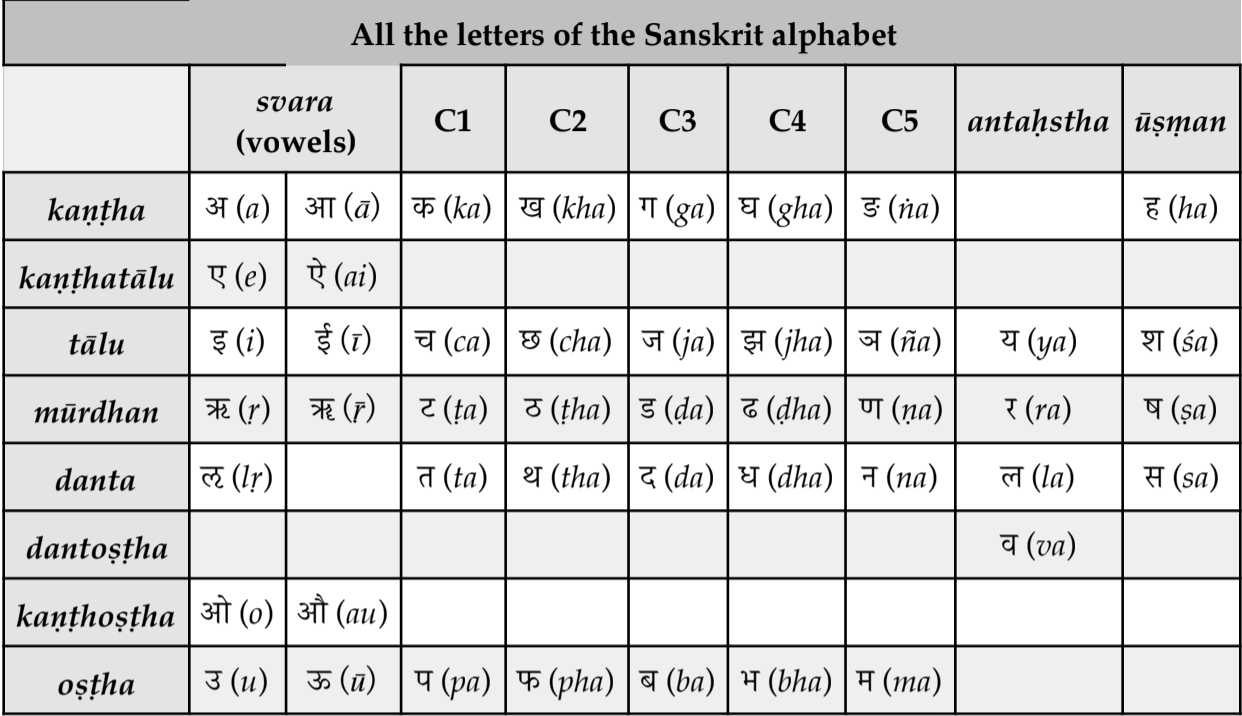 All the letters of the Sanskrit alphabet
svara (vowels) C1 C2 C3 C4 C5 antaḥstha ūṣman
kaṇṭha अ (a) आ (ā) क (ka) ख (kha) ग (ga) घ (gha) ङ (ṅa) ह (ha)
kaṇṭhatālu ए (e) ऐ (ai)
tālu इ (i) ई (ī) च (ca) छ (cha) ज (ja) झ (jha) ञ (ña) य (ya) श (śa)
mūrdhan ऋ (ṛ) ॠ (ṝ) ट (ṭa) ठ (ṭha) ड (ḍa) ढ (ḍha) ण (ṇa) र (ra) ष (ṣa)
danta ऌ (lṛ) त (ta) थ (tha) द (da) ध (dha) न (na) ल (la) स (sa)
dantoṣṭha व (va)
kaṇṭhoṣṭha ओ (o) औ (au)
oṣṭha उ (u) ऊ (ū) प (pa) फ (pha) ब (ba) भ (bha) म (ma)